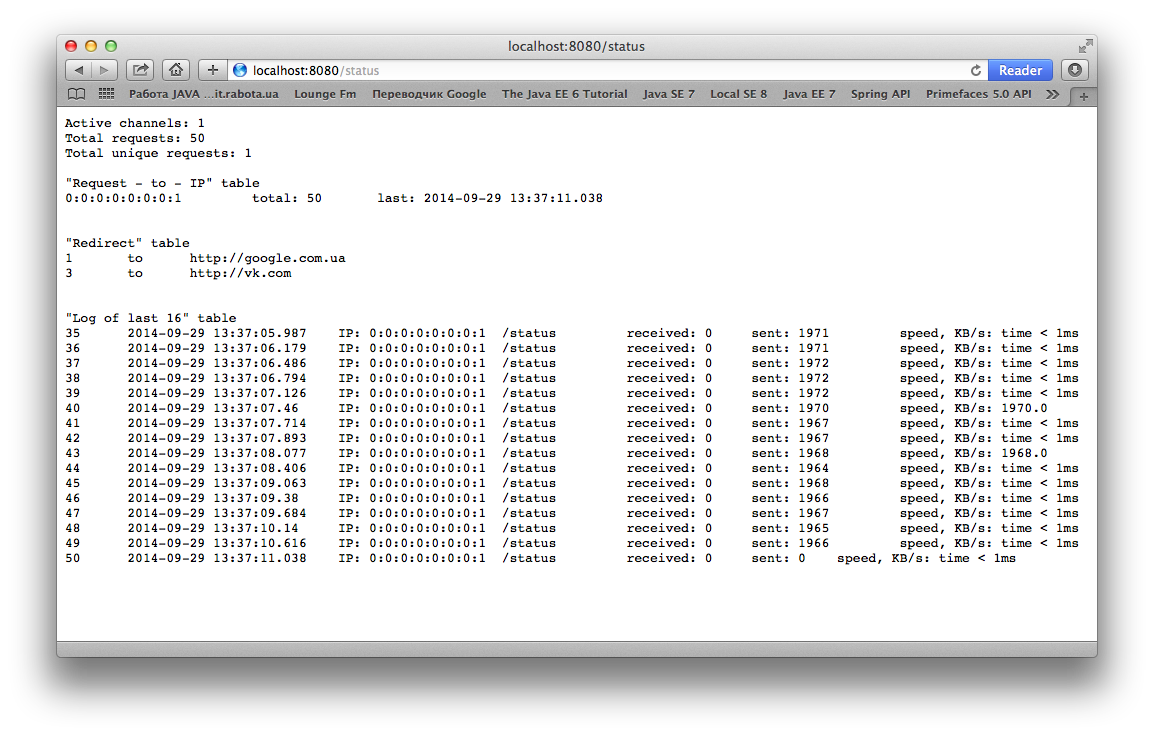 localhost:8080/status
localhost:8080/status Reader
Работа JAVA ...it.rabota.ua Lounge Fm Переводчик Google The Java EE 6 Tutorial Java SE 7 Local SE 8 Java EE 7 Spring API Primefaces 5.0 API
Active channels: 1
Total requests: 50
Total unique requests: 1
"Request - to - IP" table
0:0:0:0:0:0:0:1 total: 50 last: 2014-09-29 13:37:11.038
"Redirect" table
1 to http://google.com.ua
3 to http://vk.com
"Log of last 16" table
35 2014-09-29 13:37:05.987 IP: 0:0:0:0:0:0:0:1 /status received: 0 sent: 1971 speed, KB/s: time < 1ms
36 2014-09-29 13:37:06.179 IP: 0:0:0:0:0:0:0:1 /status received: 0 sent: 1971 speed, KB/s: time < 1ms
37 2014-09-29 13:37:06.486 IP: 0:0:0:0:0:0:0:1 /status received: 0 sent: 1972 speed, KB/s: time < 1ms
38 2014-09-29 13:37:06.794 IP: 0:0:0:0:0:0:0:1 /status received: 0 sent: 1972 speed, KB/s: time < 1ms
39 2014-09-29 13:37:07.126 IP: 0:0:0:0:0:0:0:1 /status received: 0 sent: 1972 speed, KB/s: time < 1ms
40 2014-09-29 13:37:07.46 IP: 0:0:0:0:0:0:0:1 /status received: 0 sent: 1970 speed, KB/s: 1970.0
41 2014-09-29 13:37:07.714 IP: 0:0:0:0:0:0:0:1 /status received: 0 sent: 1967 speed, KB/s: time < 1ms
42 2014-09-29 13:37:07.893 IP: 0:0:0:0:0:0:0:1 /status received: 0 sent: 1967 speed, KB/s: time < 1ms
43 2014-09-29 13:37:08.077 IP: 0:0:0:0:0:0:0:1 /status received: 0 sent: 1968 speed, KB/s: 1968.0
44 2014-09-29 13:37:08.406 IP: 0:0:0:0:0:0:0:1 /status received: 0 sent: 1964 speed, KB/s: time < 1ms
45 2014-09-29 13:37:09.063 IP: 0:0:0:0:0:0:0:1 /status received: 0 sent: 1968 speed, KB/s: time < 1ms
46 2014-09-29 13:37:09.38 IP: 0:0:0:0:0:0:0:1 /status received: 0 sent: 1966 speed, KB/s: time < 1ms
47 2014-09-29 13:37:09.684 IP: 0:0:0:0:0:0:0:1 /status received: 0 sent: 1967 speed, KB/s: time < 1ms
48 2014-09-29 13:37:10.14 IP: 0:0:0:0:0:0:0:1 /status received: 0 sent: 1965 speed, KB/s: time < 1ms
49 2014-09-29 13:37:10.616 IP: 0:0:0:0:0:0:0:1 /status received: 0 sent: 1966 speed, KB/s: time < 1ms
50 2014-09-29 13:37:11.038 IP: 0:0:0:0:0:0:0:1 /status received: 0 sent: 0 speed, KB/s: time < 1ms